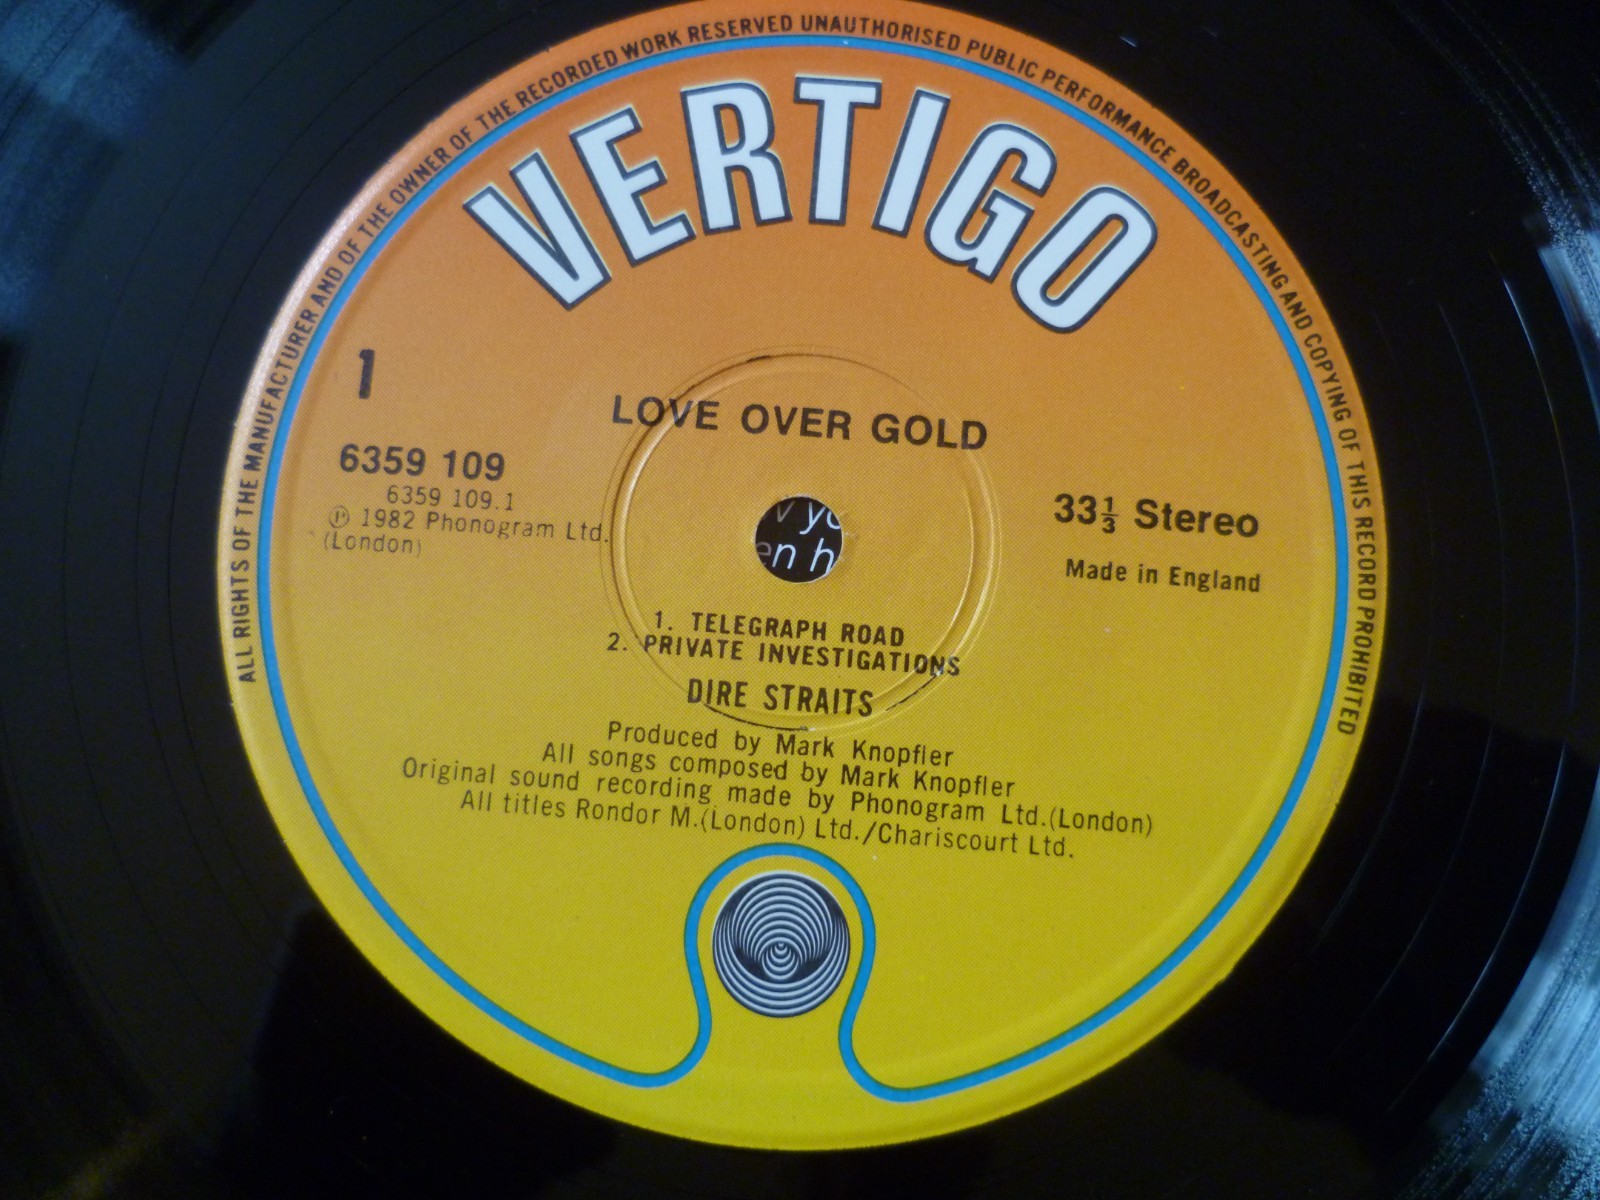 ALL RIGHTS OF THE MANUFACTURER AND OF THE OWNER OF THE RECORDED WORK RESERVED UNAUTHORISED PUBLIC PERFORMANCE BROADCASTING AND COPYING OF THIS RECORD PROHIBITED
VERTIGO
1
LOVE OVER GOLD
6359 109
6359 109.1
Ⓟ 1982 Phonogram Ltd.
(London)
33⅓ Stereo
Made in England
en h
1. TELEGRAPH ROAD
2. PRIVATE INVESTIGATIONS
DIRE STRAITS
Produced by Mark Knopfler
All songs composed by Mark Knopfler
Original sound recording made by Phonogram Ltd.(London)
All titles Rondor M.(London) Ltd./Chariscourt Ltd.